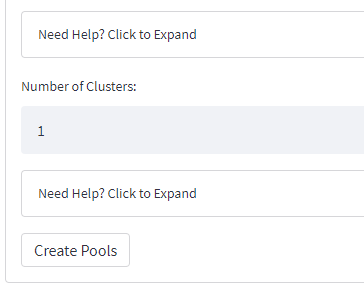 Need Help? Click to Expand
Number of Clusters:
1
Need Help? Click to Expand
Create Pools